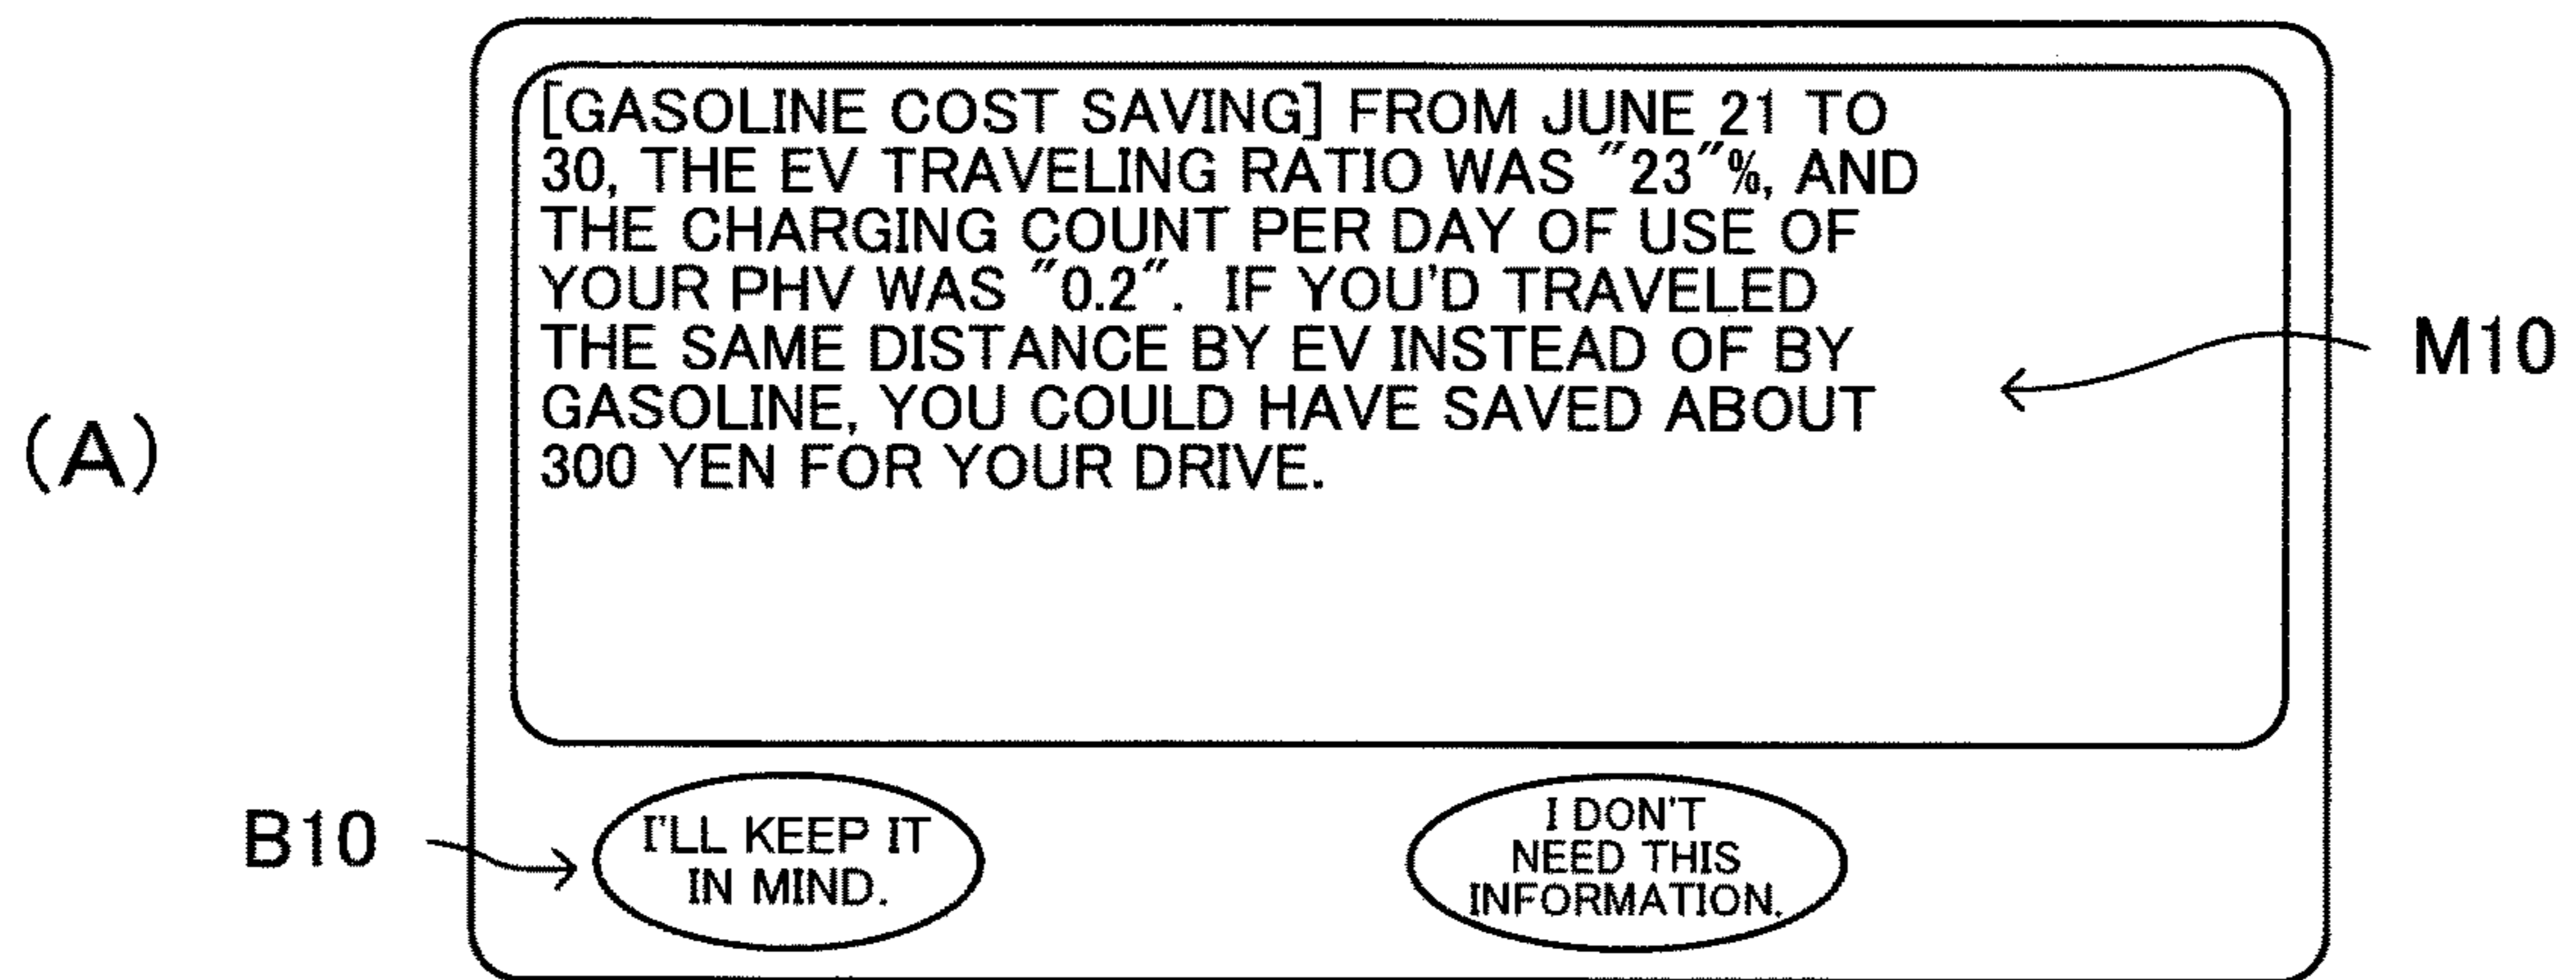 [GASOLINE COST SAVING] FROM JUNE 21 TO
30, THE EV TRAVELING RATIO WAS "23"%, AND
THE CHARGING COUNT PER DAY OF USE OF
YOUR PHV WAS "0.2". IF YOU'D TRAVELED
THE SAME DISTANCE BY EV INSTEAD OF BY
GASOLINE, YOU COULD HAVE SAVED ABOUT
300 YEN FOR YOUR DRIVE.
M10
(A)
B10
I'LL KEEP IT
IN MIND.
I DON'T
NEED THIS
INFORMATION.